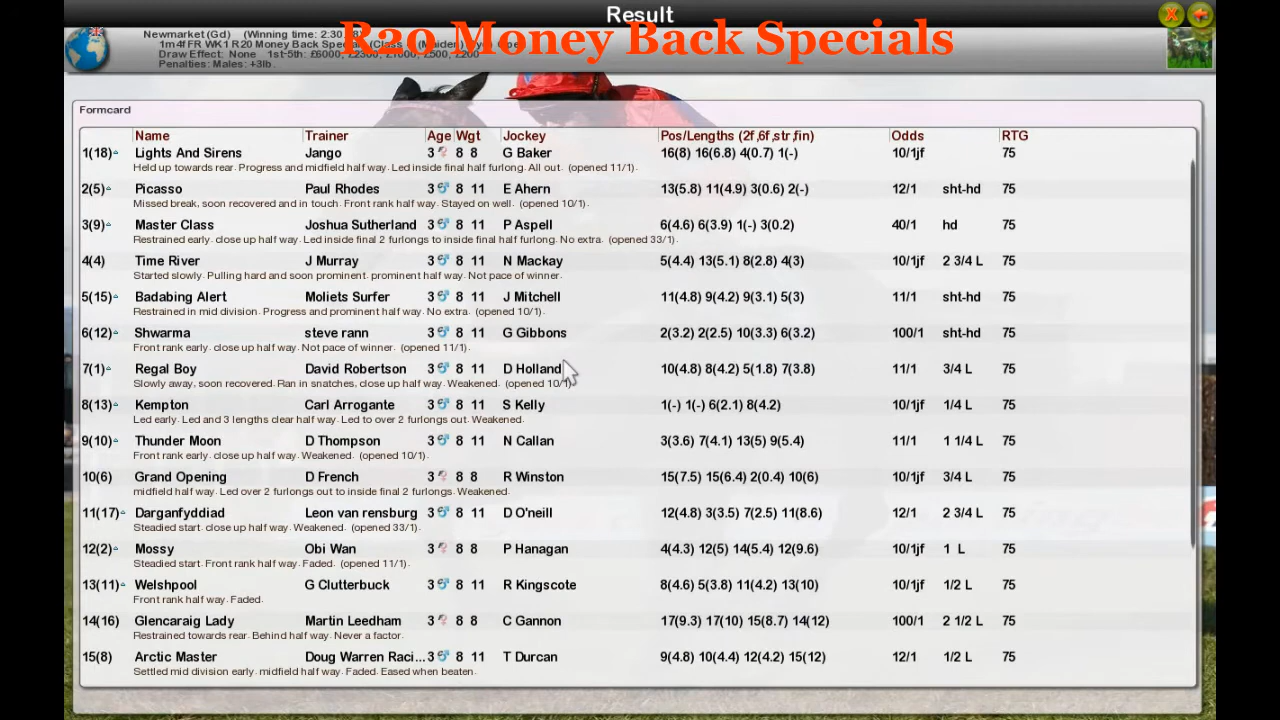 Result
R20 Money Back Specials
Newmarket (Gd) (Winning time: 2:30
1m4f FR WK1 R20 Money Back Specials (Class
Draw Effect: None 1st-5th: £6000, £2300, £1000, £500, £200
Penalties: Males: +3lb.
Formcard
Name Trainer Age Wgt Jockey Pos/Lengths (2f,6f,str,fin) Odds RTG
1(18) Lights And Sirens Jango 3 8 8 G Baker 16(8) 16(6.8) 4(0.7) 1(-) 10/1jf 75
Held up towards rear. Progress and midfield half way. Led inside final half furlong. All out. (opened 11/1).
2(5) Picasso Paul Rhodes 3 8 11 E Ahern 13(5.8) 11(4.9) 3(0.6) 2(-) 12/1 sht-hd 75
Missed break, soon recovered and in touch. Front rank half way. Stayed on well. (opened 10/1).
3(9) Master Class Joshua Sutherland 3 8 11 P Aspell 6(4.6) 6(3.9) 1(-) 3(0.2) 40/1 hd 75
Restrained early. close up half way. Led inside final 2 furlongs to inside final half furlong. No extra. (opened 33/1).
4(4) Time River J Murray 3 8 11 N Mackay 5(4.4) 13(5.1) 8(2.8) 4(3) 10/1jf 2 3/4 L 75
Started slowly. Pulling hard and soon prominent. prominent half way. Not pace of winner.
5(15) Badabing Alert Moliets Surfer 3 8 11 J Mitchell 11(4.8) 9(4.2) 9(3.1) 5(3) 11/1 sht-hd 75
Restrained in mid division. Progress and prominent half way. No extra. (opened 10/1).
6(12) Shwarma steve rann 3 8 11 G Gibbons 2(3.2) 2(2.5) 10(3.3) 6(3.2) 100/1 sht-hd 75
Front rank early. close up half way. Not pace of winner. (opened 11/1).
7(1) Regal Boy David Robertson 3 8 11 D Holland 10(4.8) 8(4.2) 5(1.8) 7(3.8) 11/1 3/4 L 75
Slowly away, soon recovered. Ran in snatches, close up half way. Weakened. (opened 10/1).
8(13) Kempton Carl Arrogante 3 8 11 S Kelly 1(-) 1(-) 6(2.1) 8(4.2) 10/1jf 1/4 L 75
Led early. Led and 3 lengths clear half way. Led to over 2 furlongs out. Weakened.
9(10) Thunder Moon D Thompson 3 8 11 N Callan 3(3.6) 7(4.1) 13(5) 9(5.4) 11/1 1 1/4 L 75
Front rank early. close up half way. Weakened. (opened 10/1).
10(6) Grand Opening D French 3 8 8 R Winston 15(7.5) 15(6.4) 2(0.4) 10(6) 10/1jf 3/4 L 75
midfield half way. Led over 2 furlongs out to inside final 2 furlongs. Weakened.
11(17) Darganfyddiad Leon van rensburg 3 8 11 D O'neill 12(4.8) 3(3.5) 7(2.5) 11(8.6) 12/1 2 3/4 L 75
Steadied start. close up half way. Weakened. (opened 33/1).
12(2) Mossy Obi Wan 3 8 8 P Hanagan 4(4.3) 12(5) 14(5.4) 12(9.6) 10/1jf 1 L 75
Steadied start. Front rank half way. Faded. (opened 11/1).
13(11) Welshpool G Clutterbuck 3 8 11 R Kingscote 8(4.6) 5(3.8) 11(4.2) 13(10) 10/1jf 1/2 L 75
Front rank half way. Faded.
14(16) Glencaraig Lady Martin Leedham 3 8 8 C Gannon 17(9.3) 17(10) 15(8.7) 14(12) 100/1 2 1/2 L 75
Restrained towards rear. Behind half way. Never a factor.
15(8) Arctic Master Doug Warren Raci... 3 8 11 T Durcan 9(4.8) 10(4.4) 12(4.2) 15(12) 12/1 1/2 L 75
Settled mid division early. midfield half way. Faded. Eased when beaten.